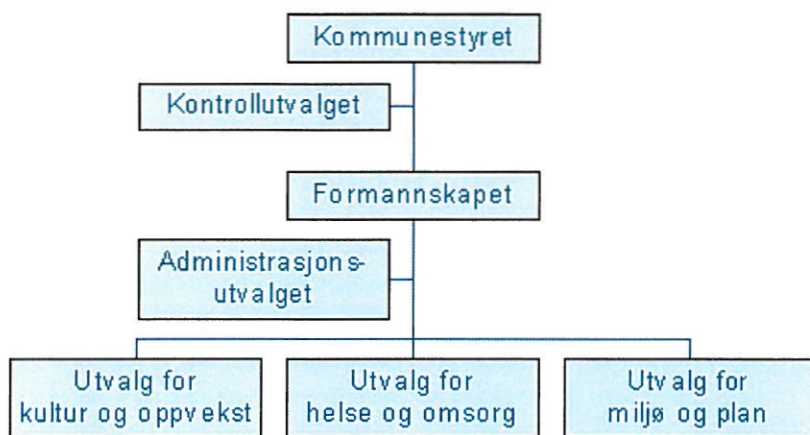 Kommunestyret
Kontrollutvalget
Formannskapet
Administrasjons-
utvalget
Utvalg for
kultur og oppvekst
Utvalg for
helse og omsorg
Utvalg for
miljø og plan